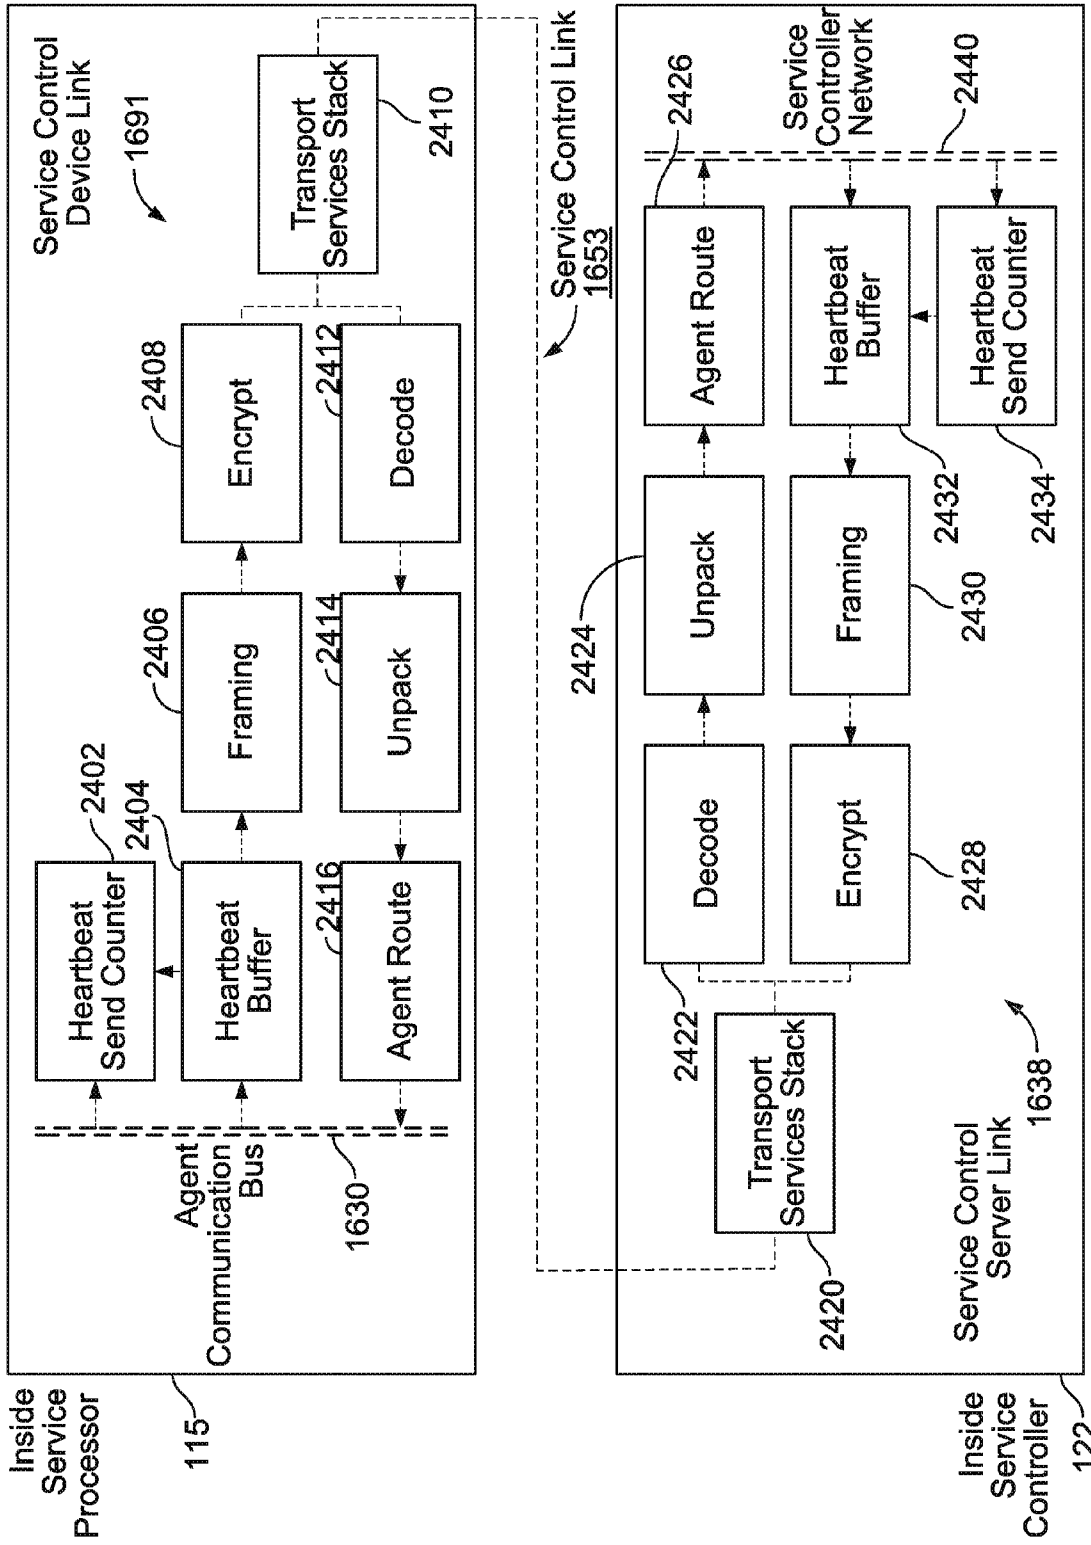 Inside
Service
Processor
115
Service Control
Device Link
1691
Agent
Communication
Bus
1630
Heartbeat
Send Counter
2402
Heartbeat
Buffer
2404
Framing
2406
Encrypt
2408
Transport
Services Stack
2410
Decode
2412
Unpack
2414
Agent Route
2416
Service Control Link
1653
Inside
Service
Controller
122
Service Control
Server Link
1638
Transport
Services Stack
2420
Decode
2422
Unpack
2424
Agent Route
2426
Encrypt
2428
Framing
2430
Heartbeat
Buffer
2432
Heartbeat
Send Counter
2434
Service
Controller
Network
2440